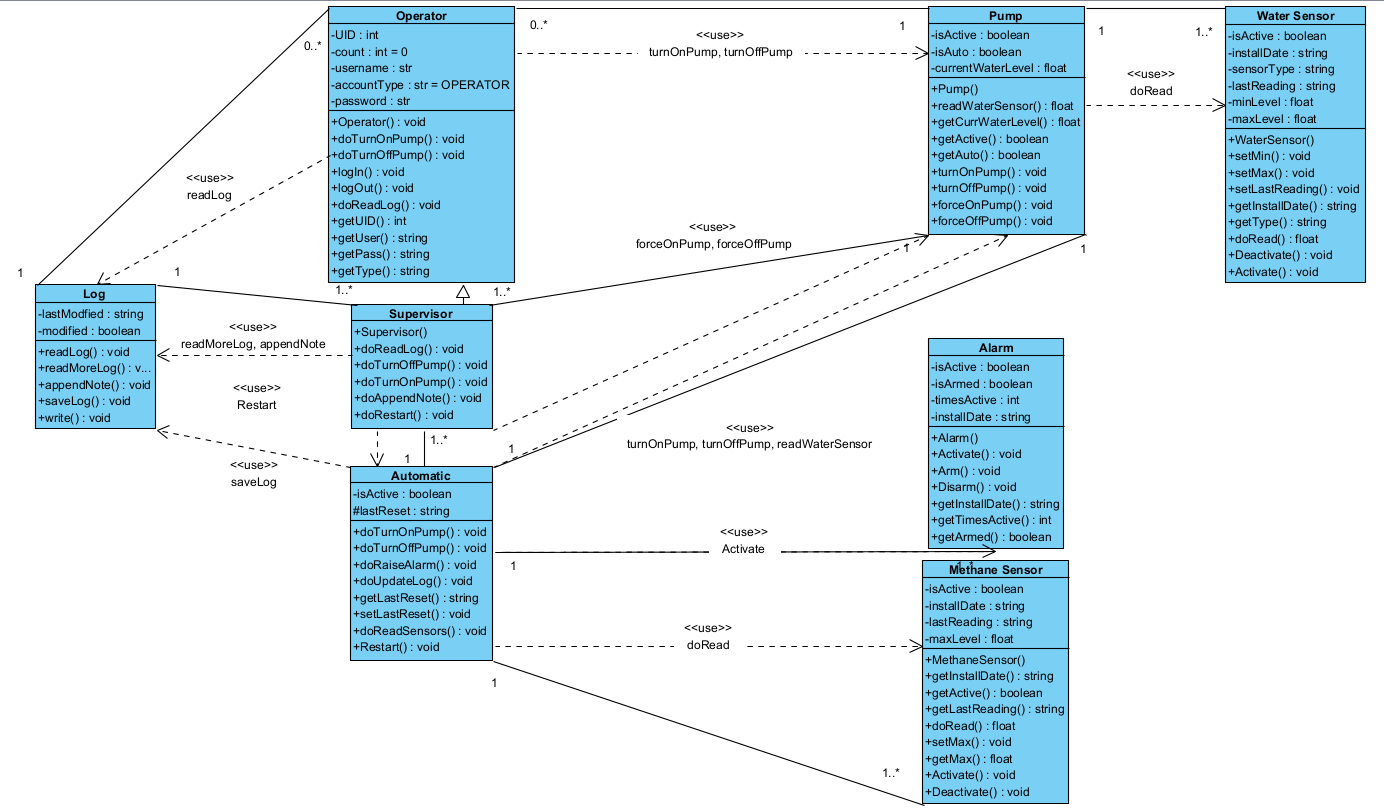 Operator
-UID : int
-count : int = 0
-username : str
-accountType : str = OPERATOR
-password : str
+Operator() : void
+doTurnOnPump() : void
+doTurnOffPump() : void
+logIn() : void
+logOut() : void
+doReadLog() : void
+getUID() : int
+getUser() : string
+getPass() : string
+getType() : string
0..*
0..*
1
<<use>>
turnOnPump, turnOffPump
Pump
-isActive : boolean
-isAuto : boolean
-currentWaterLevel : float
+Pump()
+readWaterSensor() : float
+getCurrWaterLevel() : float
+getActive() : boolean
+getAuto() : boolean
+turnOnPump() : void
+turnOffPump() : void
+forceOnPump() : void
+forceOffPump() : void
1
1..*
<<use>>
doRead
Water Sensor
-isActive : boolean
-installDate : string
-sensorType : string
-lastReading : string
-minLevel : float
-maxLevel : float
+WaterSensor()
+setMin() : void
+setMax() : void
+setLastReading() : void
+getInstallDate() : string
+getType() : string
+doRead() : float
+Deactivate() : void
+Activate() : void
<<use>>
readLog
<<use>>
forceOnPump, forceOffPump
1
1
1
1
1..*
1..*
Log
-lastModfied : string
-modified : boolean
+readLog() : void
+readMoreLog() : v...
+appendNote() : void
+saveLog() : void
+write() : void
<<use>>
readMoreLog, appendNote
<<use>>
Restart
<<use>>
saveLog
Supervisor
+Supervisor()
+doReadLog() : void
+doTurnOffPump() : void
+doTurnOnPump() : void
+doAppendNote() : void
+doRestart() : void
1..*
1
1
<<use>>
turnOnPump, turnOffPump, readWaterSensor
Alarm
-isActive : boolean
-isArmed : boolean
-timesActive : int
-installDate : string
+Alarm()
+Activate() : void
+Arm() : void
+Disarm() : void
+getInstallDate() : string
+getTimesActive() : int
+getArmed() : boolean
Automatic
-isActive : boolean
#lastReset : string
+doTurnOnPump() : void
+doTurnOffPump() : void
+doRaiseAlarm() : void
+doUpdateLog() : void
+getLastReset() : string
+setLastReset() : void
+doReadSensors() : void
+Restart() : void
<<use>>
Activate
1
1..*
<<use>>
doRead
1
1..*
Methane Sensor
-isActive : boolean
-installDate : string
-lastReading : string
-maxLevel : float
+MethaneSensor()
+getInstallDate() : string
+getActive() : boolean
+getLastReading() : string
+doRead() : float
+setMax() : void
+getMax() : float
+Activate() : void
+Deactivate() : void